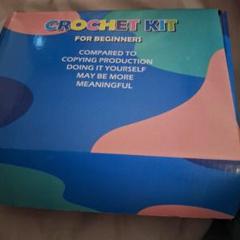 CROCHET KIT
FOR BEGINNERS
COMPARED TO
COPYING PRODUCTION
DOING IT YOURSELF
MAY BE MORE
MEANINGFUL